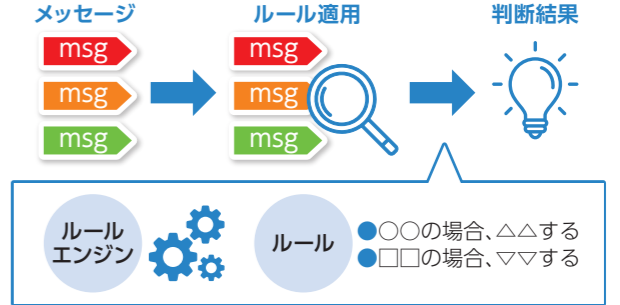 メッセージ
ルール適用
判断結果
msg
msg
msg
msg
msg
msg
ルール
エンジン
ルール
●○○の場合、△△する
●□□の場合、▽▽する